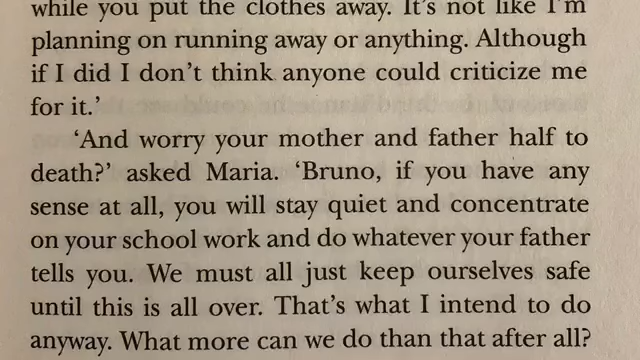 while you put the clothes away. It’s not like I’m
planning on running away or anything. Although
if I did I don’t think anyone could criticize me
for it.’
‘And worry your mother and father half to
death?’ asked Maria. ‘Bruno, if you have any
sense at all, you will stay quiet and concentrate
on your school work and do whatever your father
tells you. We must all just keep ourselves safe
until this is all over. That’s what I intend to do
anyway. What more can we do than that after all?